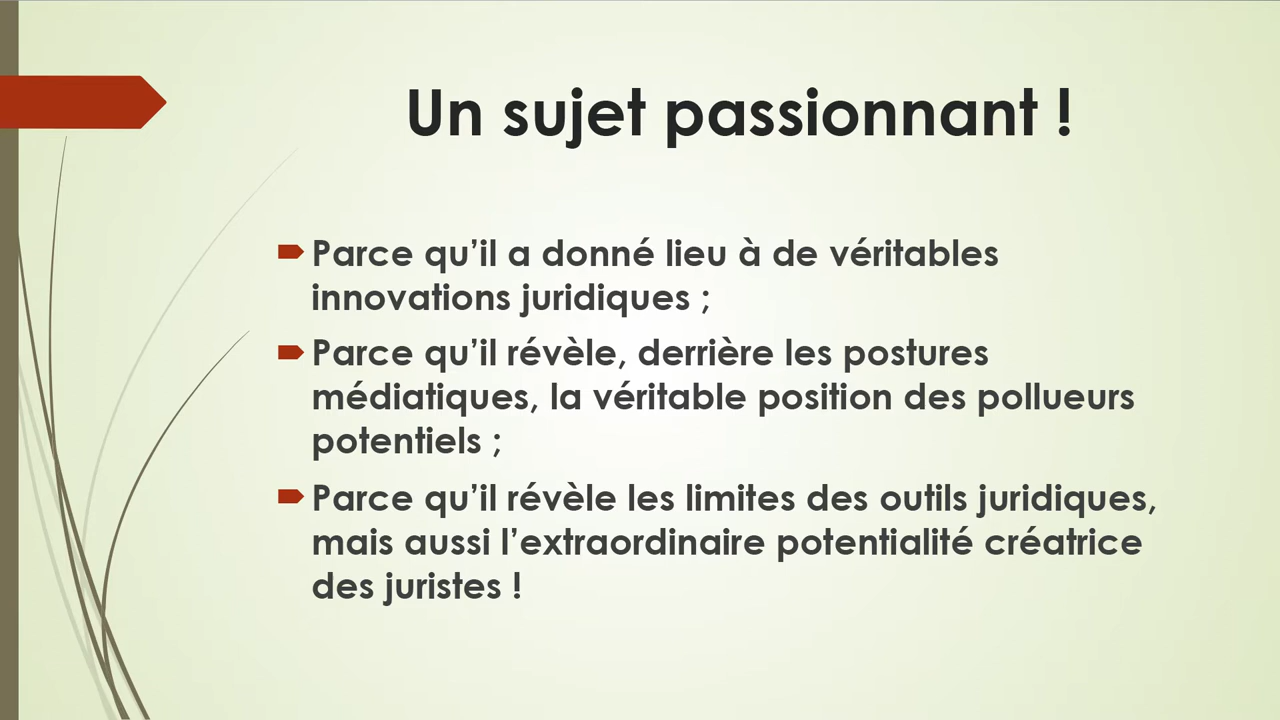 Un sujet passionnant !
Parce qu’il a donné lieu à de véritables
innovations juridiques ;
Parce qu’il révèle, derrière les postures
médiatiques, la véritable position des pollueurs
potentiels ;
Parce qu’il révèle les limites des outils juridiques,
mais aussi l’extraordinaire potentialité créatrice
des juristes !